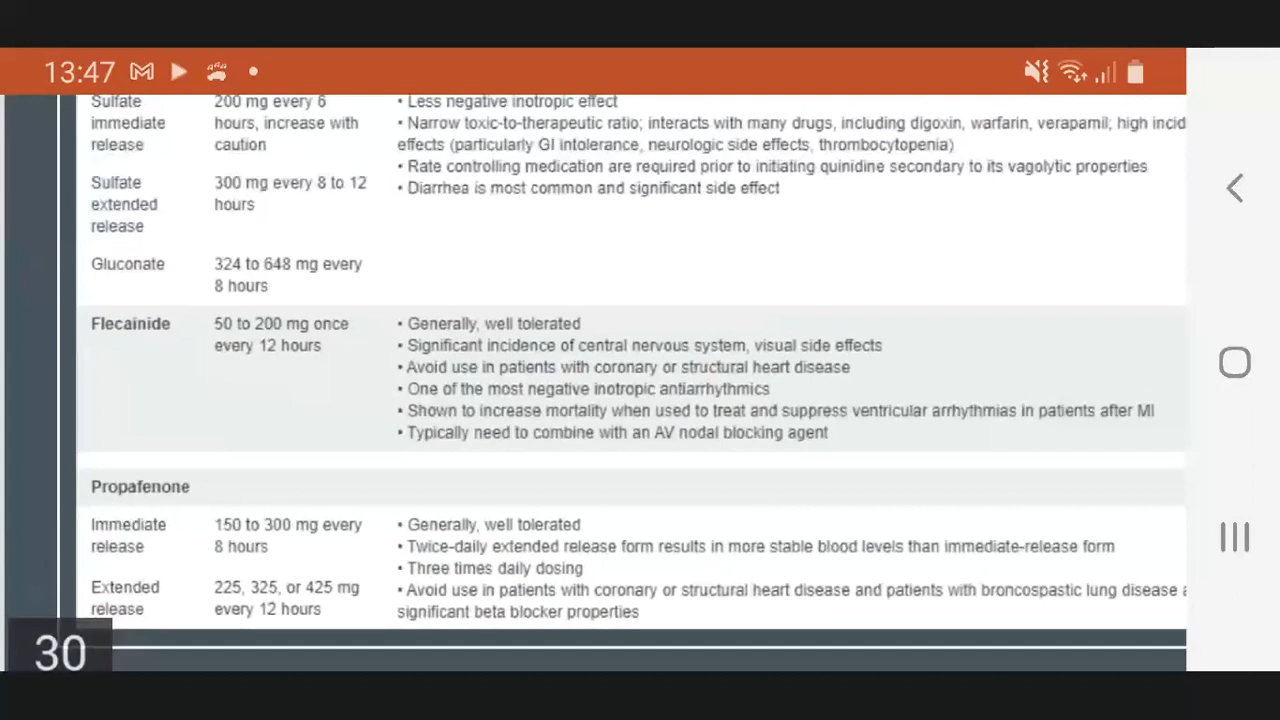 13:47
Sulfate 200 mg every 6 • Less negative inotropic effect
immediate hours, increase with • Narrow toxic-to-therapeutic ratio; interacts with many drugs, including digoxin, warfarin, verapamil; high incid
release caution effects (particularly GI intolerance, neurologic side effects, thrombocytopenia)
• Rate controlling medication are required prior to initiating quinidine secondary to its vagolytic properties
Sulfate 300 mg every 8 to 12 • Diarrhea is most common and significant side effect
extended hours
release
Gluconate 324 to 648 mg every
8 hours
Flecainide 50 to 200 mg once • Generally, well tolerated
every 12 hours • Significant incidence of central nervous system, visual side effects
• Avoid use in patients with coronary or structural heart disease
• One of the most negative inotropic antiarrhythmics
• Shown to increase mortality when used to treat and suppress ventricular arrhythmias in patients after MI
• Typically need to combine with an AV nodal blocking agent
Propafenone
Immediate 150 to 300 mg every • Generally, well tolerated
release 8 hours • Twice-daily extended release form results in more stable blood levels than immediate-release form
• Three times daily dosing
Extended 225, 325, or 425 mg • Avoid use in patients with coronary or structural heart disease and patients with broncospastic lung disease a
release every 12 hours significant beta blocker properties
30